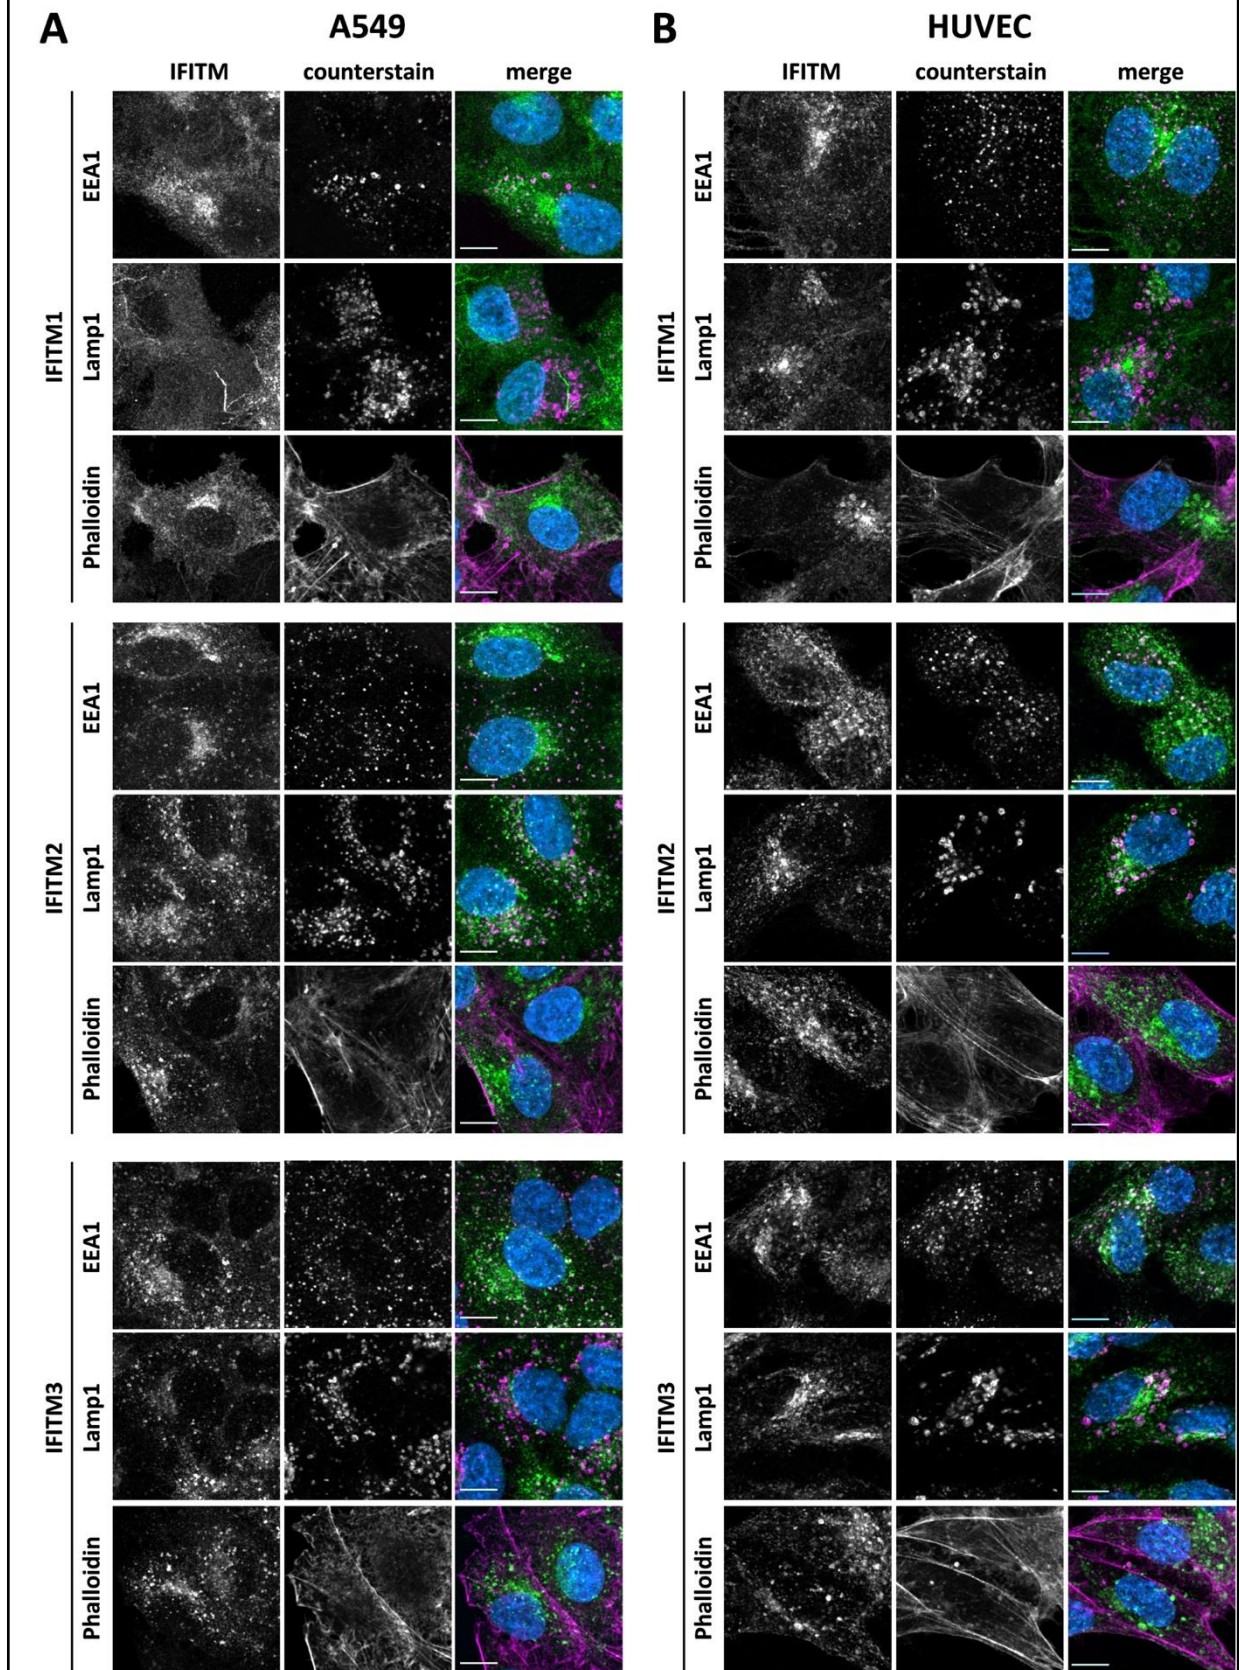 A A549
IFITM counterstain merge
IFITM1
EEA1
Lamp1
Phalloidin
IFITM2
EEA1
Lamp1
Phalloidin
IFITM3
EEA1
Lamp1
Phalloidin
B HUVEC
IFITM counterstain merge
IFITM1
EEA1
Lamp1
Phalloidin
IFITM2
EEA1
Lamp1
Phalloidin
IFITM3
EEA1
Lamp1
Phalloidin